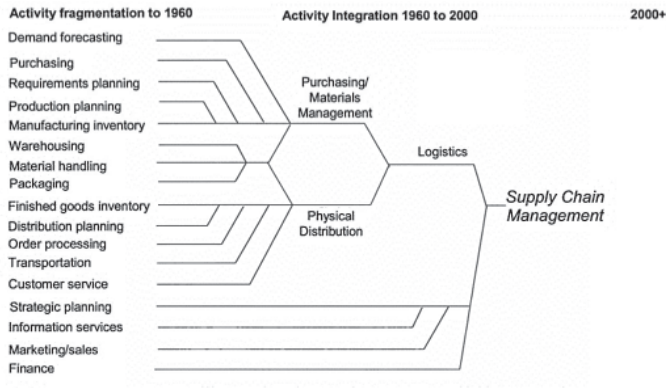 Activity fragmentation to 1960
Activity Integration 1960 to 2000
2000+
Demand forecasting
Purchasing
Requirements planning
Production planning
Manufacturing inventory
Warehousing
Material handling
Packaging
Finished goods inventory
Distribution planning
Order processing
Transportation
Customer service
Strategic planning
Information services
Marketing/sales
Finance
Purchasing/
Materials
Management
Physical
Distribution
Logistics
Supply Chain
Management